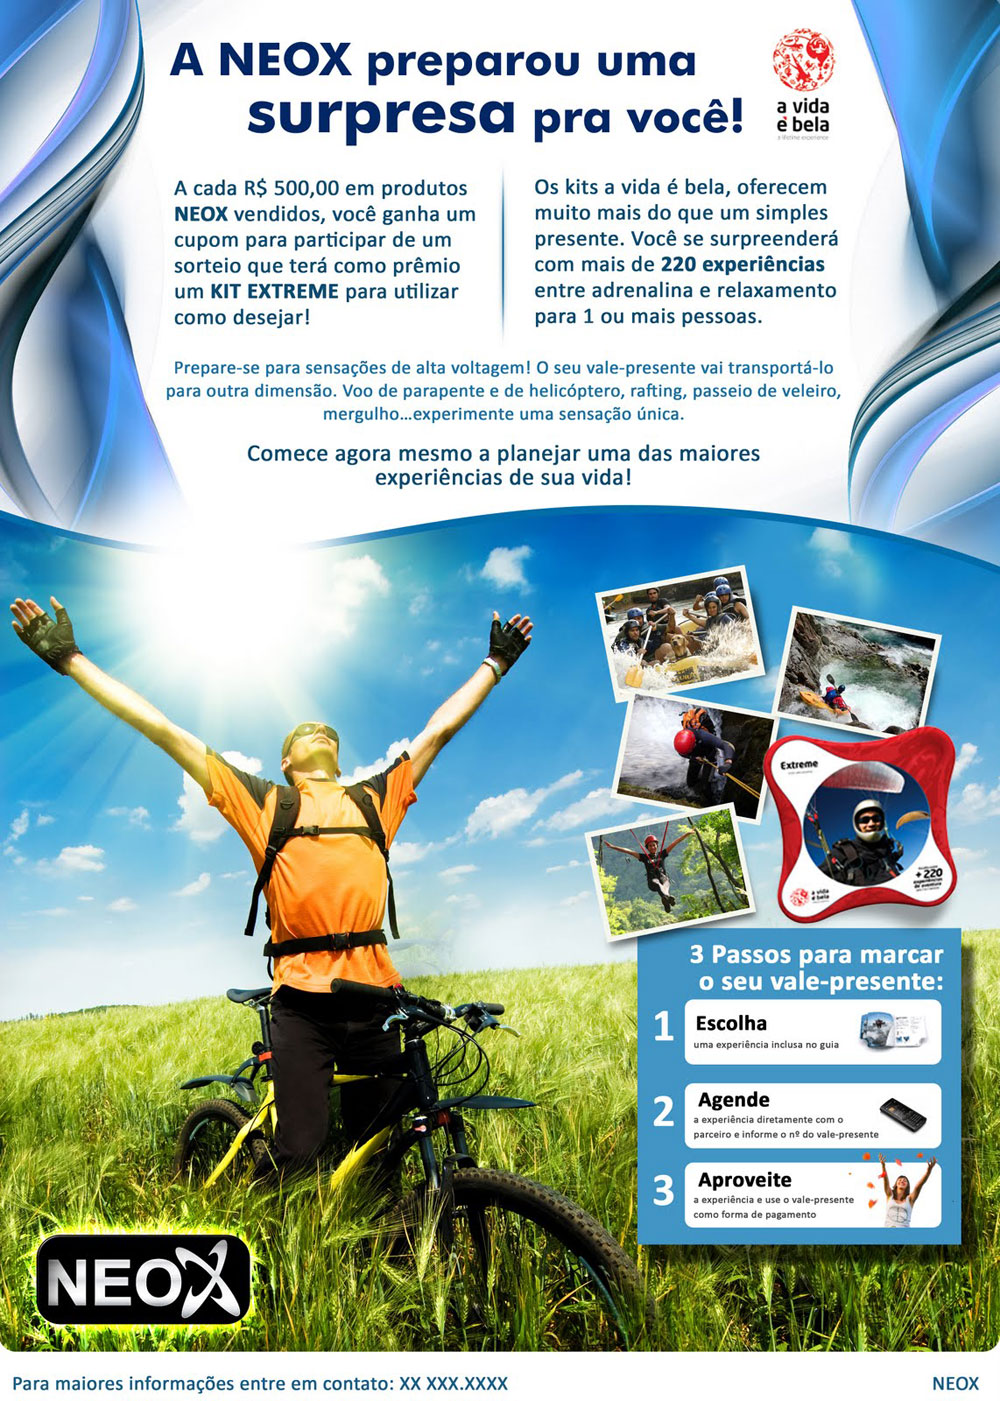 A NEOX preparou uma
surpresa pra você!
a vida
é bela
a lifetime experience
A cada R$ 500,00 em produtos
NEOX vendidos, você ganha um
cupom para participar de um
sorteio que terá como prêmio
um KIT EXTREME para utilizar
como desejar!
Os kits a vida é bela, oferecem
muito mais do que um simples
presente. Você se surpreenderá
com mais de 220 experiências
entre adrenalina e relaxamento
para 1 ou mais pessoas.
Prepare-se para sensações de alta voltagem! O seu vale-presente vai transportá-lo
para outra dimensão. Voo de parapente e de helicóptero, rafting, passeio de veleiro,
mergulho...experimente uma sensação única.
Comece agora mesmo a planejar uma das maiores
experiências de sua vida!
Extreme
+ 220
experiências
de aventura
a vida
é bela
3 Passos para marcar
o seu vale-presente:
1
Escolha
uma experiência inclusa no guia
2
Agende
a experiência diretamente com o
parceiro e informe o nº do vale-presente
3
Aproveite
a experiência e use o vale-presente
como forma de pagamento
NEOX
Para maiores informações entre em contato: XX XXX.XXXX
NEOX